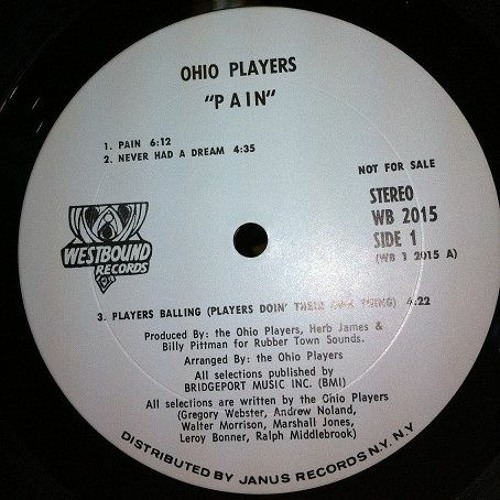 OHIO PLAYERS
"PAIN"
1. PAIN 6:12
2. NEVER HAD A DREAM 4:35
NOT FOR SALE
STEREO
WB 2015
SIDE 1
(WB 1 2015 A)
WESTBOUND
RECORDS
3. PLAYERS BALLING (PLAYERS DOIN' THEIR OWN THING) 4:22
Produced By: the Ohio Players, Herb James &
Billy Pittman for Rubber Town Sounds.
Arranged By: the Ohio Players
All selections published by
BRIDGEPORT MUSIC INC. (BMI)
All selections are written by the Ohio Players
(Gregory Webster, Andrew Noland,
Walter Morrison, Marshall Jones,
Leroy Bonner, Ralph Middlebrook)
DISTRIBUTED BY JANUS RECORDS N.Y. N.Y